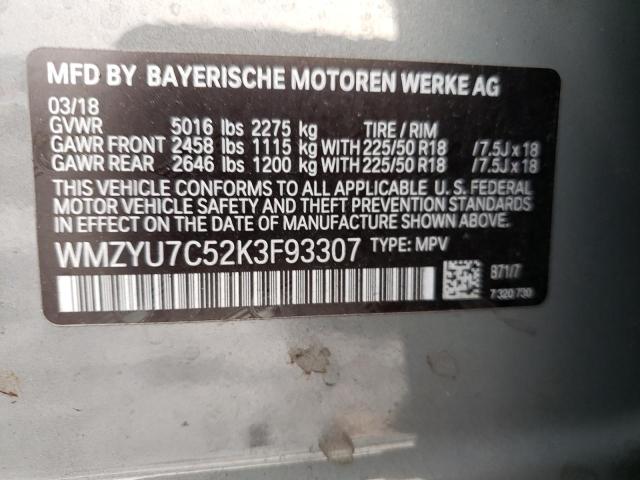 MFD BY BAYERISCHE MOTOREN WERKE AG
03/18
GVWR 5016 lbs 2275 kg TIRE / RIM
GAWR FRONT 2458 lbs 1115 kg WITH 225/50 R18 /7.5J x 18
GAWR REAR 2646 lbs 1200 kg WITH 225/50 R18 /7.5J x 18
THIS VEHICLE CONFORMS TO ALL APPLICABLE U. S. FEDERAL
MOTOR VEHICLE SAFETY AND THEFT PREVENTION STANDARDS
IN EFFECT ON THE DATE OF MANUFACTURE SHOWN ABOVE.
WMZYU7C52K3F93307 TYPE: MPV
871/7
7 320 730